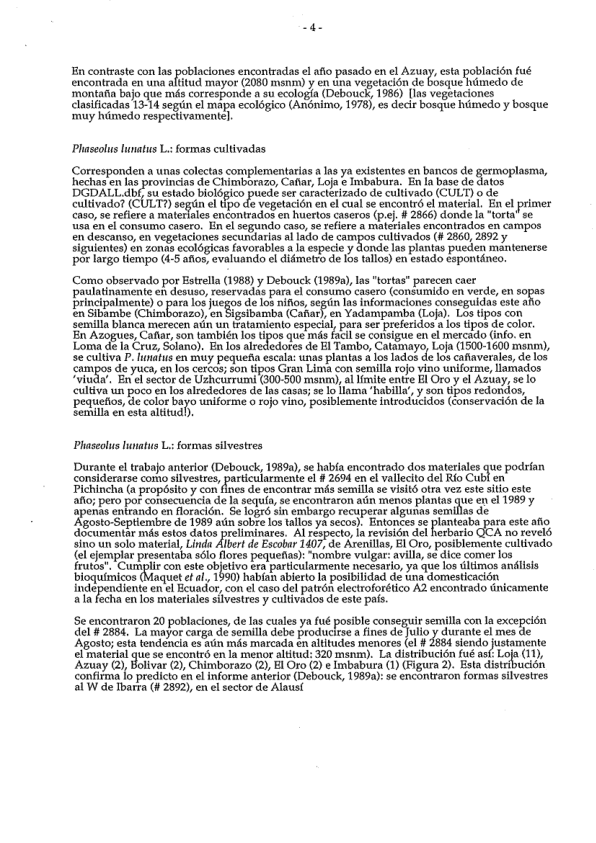 - 4 -
En contraste con las poblaciones encontradas el año pasado en el Azuay, esta población fué
encontrada en una altitud mayor (2080 msnm) y en una vegetación de bosque húmedo de
montaña bajo que más corresponde a su ecología (Debouck, 1986) [las vegetaciones
clasificadas 13-14 según el mapa ecológico (Anónimo, 1978), es decir bosque húmedo y bosque
muy húmedo respectivamente].
Phaseolus lunatus L.: formas cultivadas
Corresponden a unas colectas complementarias a las ya existentes en bancos de germoplasma,
hechas en las provincias de Chimborazo, Cañar, Loja e Imbabura. En la base de datos
DGDALL.dbf, su estado biológico puede ser caracterizado de cultivado (CULT) o de
cultivado? (CULT?) según el tipo de vegetación en el cual se encontró el material. En el primer
caso, se refiere a materiales encontrados en huertos caseros (p.ej. # 2866) donde la "torta" se
usa en el consumo casero. En el segundo caso, se refiere a materiales encontrados en campos
en descanso, en vegetaciones secundarias al lado de campos cultivados (# 2860, 2892 y
siguientes) en zonas ecológicas favorables a la especie y donde las plantas pueden mantenerse
por largo tiempo (4-5 años, evaluando el diámetro de los tallos) en estado espontáneo.
Como observado por Estrella (1988) y Debouck (1989a), las "tortas" parecen caer
paulatinamente en desuso, reservadas para el consumo casero (consumido en verde, en sopas
principalmente) o para los juegos de los niños, según las informaciones conseguidas este año
en Sibambe (Chimborazo), en Sigsibamba (Cañar), en Yadampamba (Loja). Los tipos con
semilla blanca merecen aún un tratamiento especial, para ser preferidos a los tipos de color.
En Azogues, Cañar, son también los tipos que más fácil se consigue en el mercado (info. en
Loma de la Cruz, Solano). En los alrededores de El Tambo, Catamayo, Loja (1500-1600 msnm),
se cultiva P. lunatus en muy pequeña escala: unas plantas a los lados de los cañaverales, de los
campos de yuca, en los cercos; son tipos Gran Lima con semilla rojo vino uniforme, llamados
'viuda'. En el sector de Uzhcurrumi (300-500 msnm), al límite entre El Oro y el Azuay, se lo
cultiva un poco en los alrededores de las casas; se lo llama 'habilla', y son tipos redondos,
pequeños, de color bayo uniforme o rojo vino, posiblemente introducidos (conservación de la
semilla en esta altitud!).
Phaseolus lunatus L.: formas silvestres
Durante el trabajo anterior (Debouck, 1989a), se había encontrado dos materiales que podrían
considerarse como silvestres, particularmente el # 2694 en el vallecito del Río Cubi en
Pichincha (a propósito y con fines de encontrar más semilla se visitó otra vez este sitio este
año; pero por consecuencia de la sequía, se encontraron aún menos plantas que en el 1989 y
apenas entrando en floración. Se logró sin embargo recuperar algunas semillas de
Agosto-Septiembre de 1989 aún sobre los tallos ya secos). Entonces se planteaba para este año
documentar más estos datos preliminares. Al respecto, la revisión del herbario QCA no reveló
sino un solo material, Linda Albert de Escobar 1407, de Arenillas, El Oro, posiblemente cultivado
(el ejemplar presentaba sólo flores pequeñas): "nombre vulgar: avilla, se dice comer los
frutos". Cumplir con este objetivo era particularmente necesario, ya que los últimos análisis
bioquímicos (Maquet et al., 1990) habían abierto la posibilidad de una domesticación
independiente en el Ecuador, con el caso del patrón electroforético A2 encontrado únicamente
a la fecha en los materiales silvestres y cultivados de este país.
Se encontraron 20 poblaciones, de las cuales ya fué posible conseguir semilla con la excepción
del # 2884. La mayor carga de semilla debe producirse a fines de Julio y durante el mes de
Agosto; esta tendencia es aún más marcada en altitudes menores (el # 2884 siendo justamente
el material que se encontró en la menor altitud: 320 msnm). La distribución fué así: Loja (11),
Azuay (2), Bolivar (2), Chimborazo (2), El Oro (2) e Imbabura (1) (Figura 2). Esta distribución
confirma lo predicto en el informe anterior (Debouck, 1989a): se encontraron formas silvestres
al W de Ibarra (# 2892), en el sector de Alausí